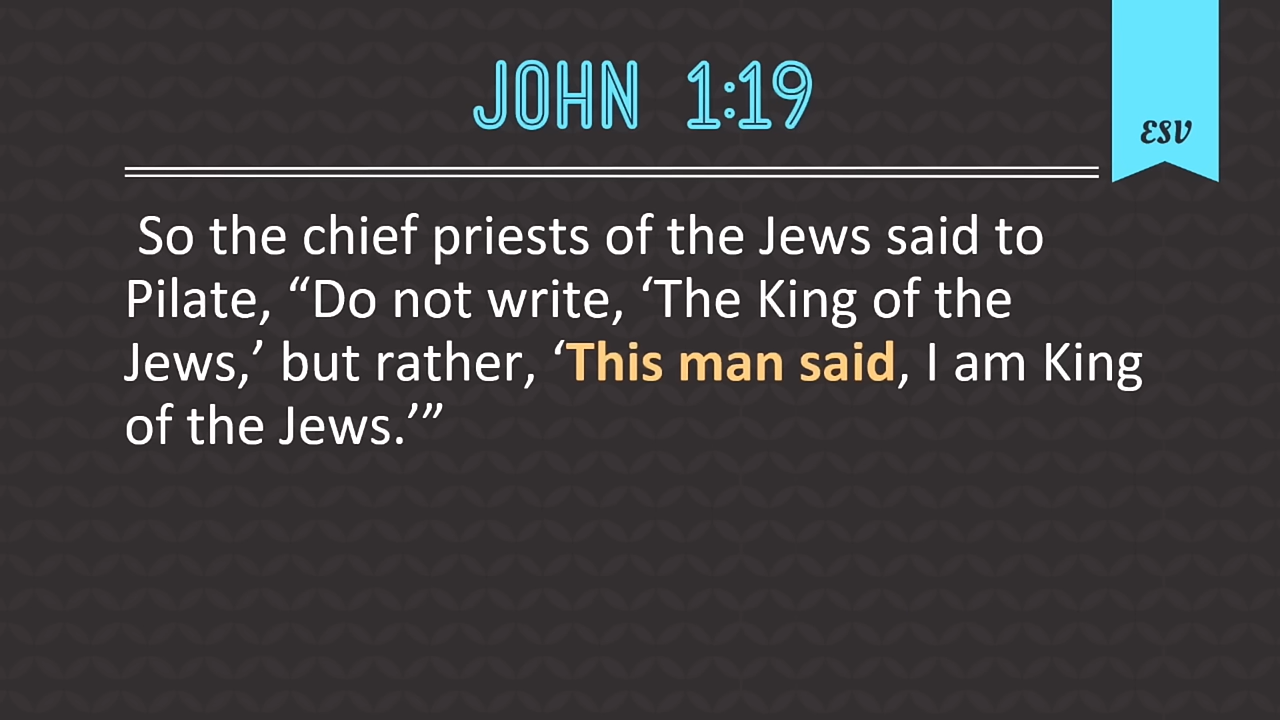 JOHN 1:19
ESV
So the chief priests of the Jews said to
Pilate, “Do not write, ‘The King of the
Jews,’ but rather, ‘This man said, I am King
of the Jews.’”